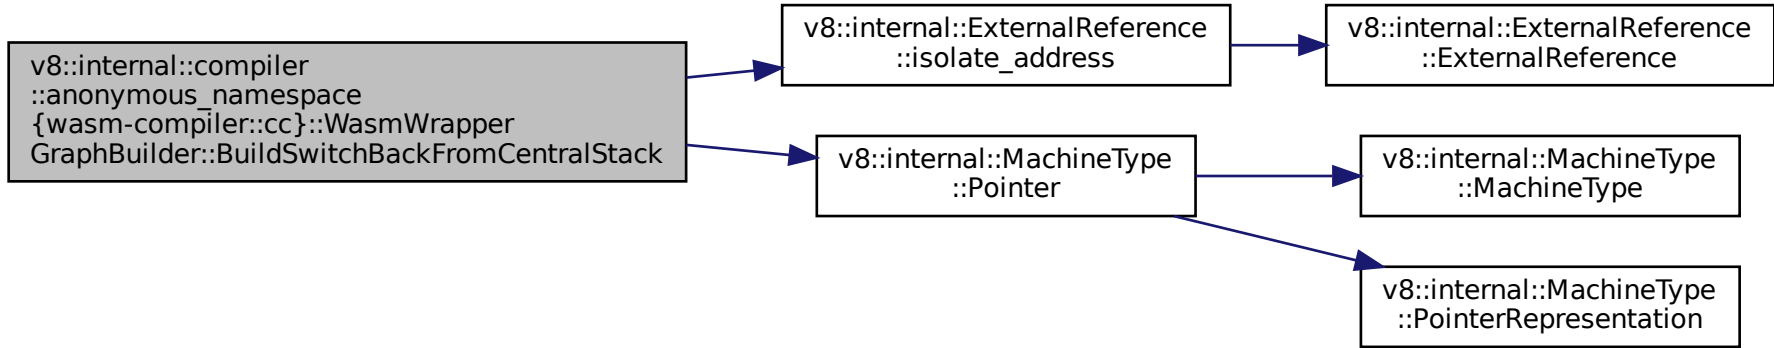 v8::internal::compiler
::anonymous_namespace
{wasm-compiler::cc}::WasmWrapper
GraphBuilder::BuildSwitchBackFromCentralStack
v8::internal::ExternalReference
::isolate_address
v8::internal::ExternalReference
::ExternalReference
v8::internal::MachineType
::Pointer
v8::internal::MachineType
::MachineType
v8::internal::MachineType
::PointerRepresentation